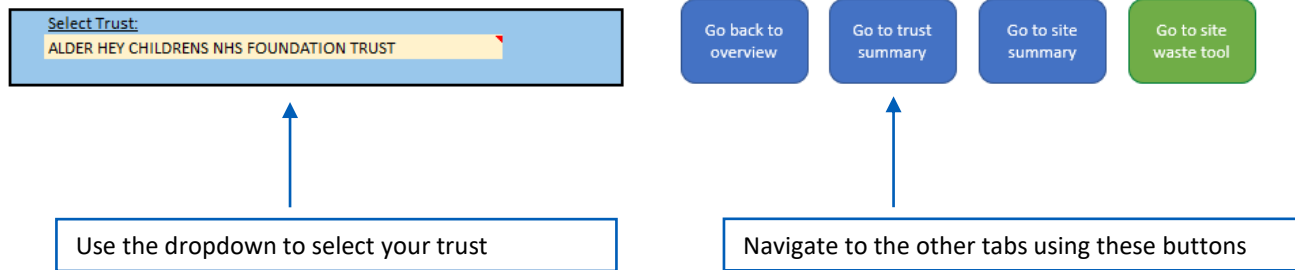 Select Trust:
ALDER HEY CHILDRENS NHS FOUNDATION TRUST
Go back to
overview
Go to trust
summary
Go to site
summary
Go to site
waste tool
Use the dropdown to select your trust
Navigate to the other tabs using these buttons